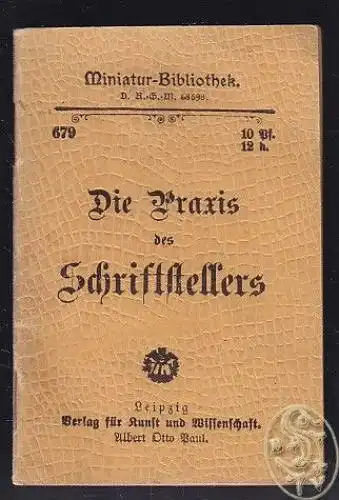 Miniatur-Bibliothek.
D. R.-G.-M. 68698.
679
10 Pf.
12 h.
Die Praxis
des
Schriftstellers
Leipzig
Verlag für Kunst und Wissenschaft.
Albert Otto Paul.